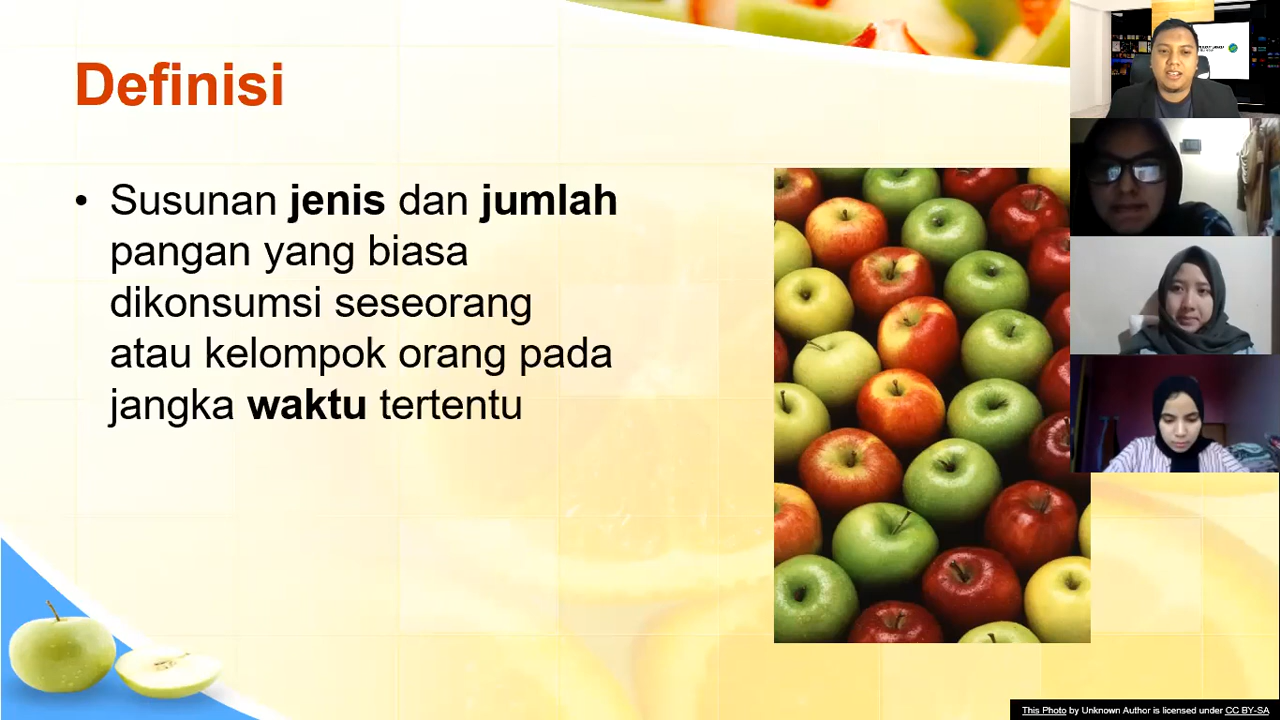 Definisi
• Susunan jenis dan jumlah
pangan yang biasa
dikonsumsi seseorang
atau kelompok orang pada
jangka waktu tertentu
This Photo by Unknown Author is licensed under CC BY-SA